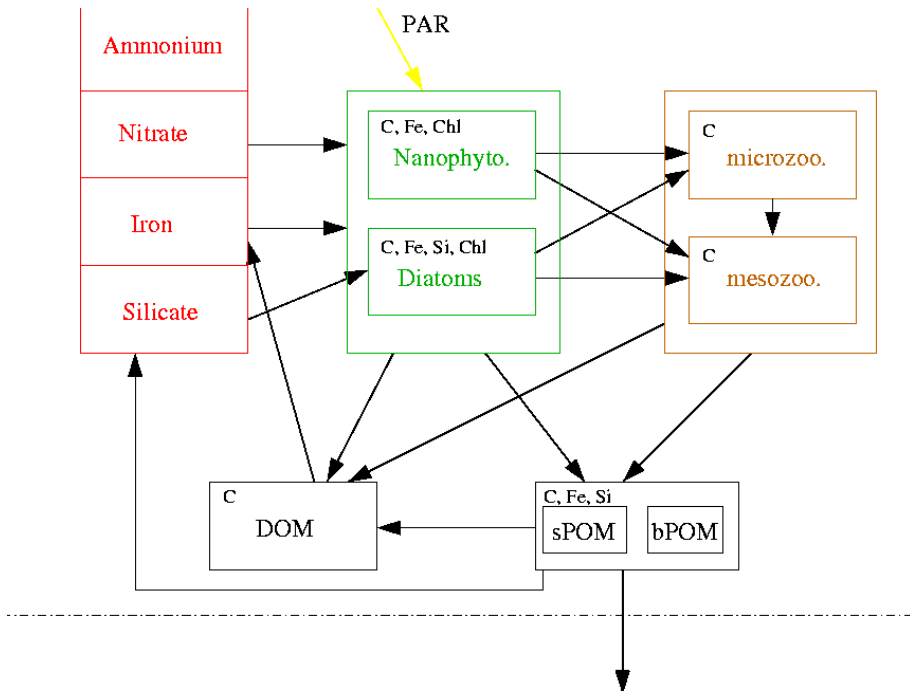 PAR
Ammonium
Nitrate
Iron
Silicate
C, Fe, Chl
Nanophyto.
C, Fe, Si, Chl
Diatoms
C
microzoo.
C
mesozoo.
C
DOM
C, Fe, Si
sPOM
bPOM